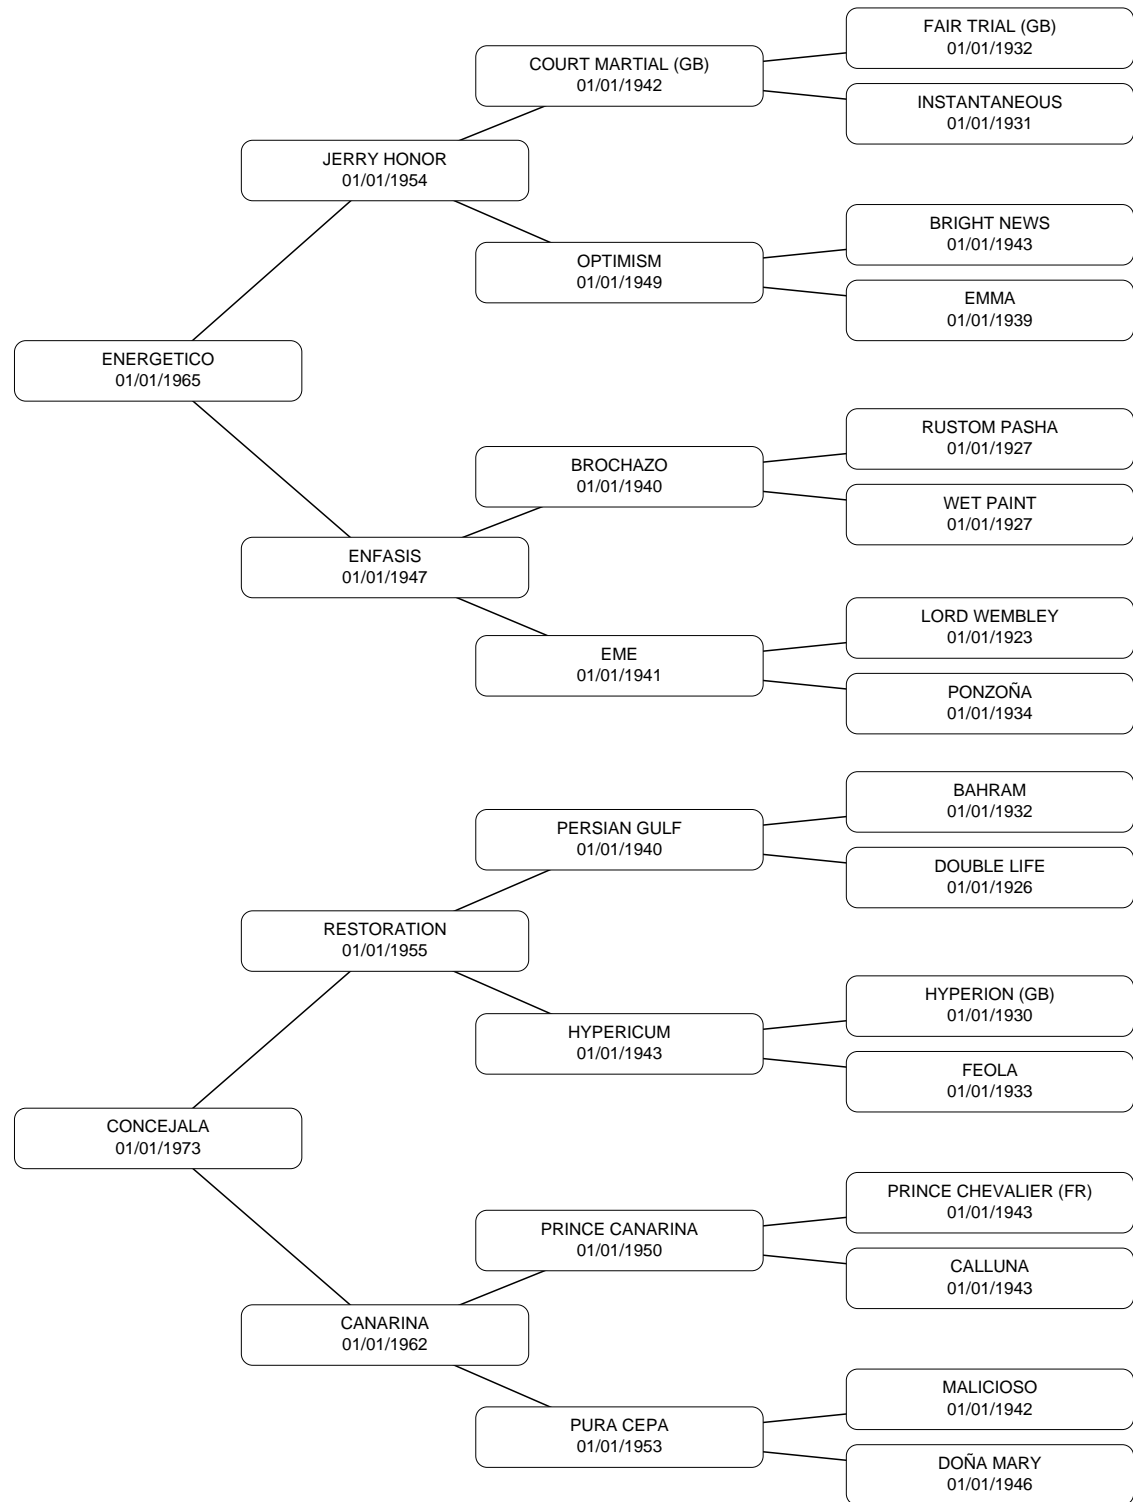 FAIR TRIAL (GB)
01/01/1932
COURT MARTIAL (GB)
01/01/1942
INSTANTANEOUS
01/01/1931
JERRY HONOR
01/01/1954
BRIGHT NEWS
01/01/1943
OPTIMISM
01/01/1949
EMMA
01/01/1939
ENERGETICO
01/01/1965
RUSTOM PASHA
01/01/1927
BROCHAZO
01/01/1940
WET PAINT
01/01/1927
ENFASIS
01/01/1947
LORD WEMBLEY
01/01/1923
EME
01/01/1941
PONZOÑA
01/01/1934
BAHRAM
01/01/1932
PERSIAN GULF
01/01/1940
DOUBLE LIFE
01/01/1926
RESTORATION
01/01/1955
HYPERION (GB)
01/01/1930
HYPERICUM
01/01/1943
FEOLA
01/01/1933
CONCEJALA
01/01/1973
PRINCE CHEVALIER (FR)
01/01/1943
PRINCE CANARINA
01/01/1950
CALLUNA
01/01/1943
CANARINA
01/01/1962
MALICIOSO
01/01/1942
PURA CEPA
01/01/1953
DOÑA MARY
01/01/1946